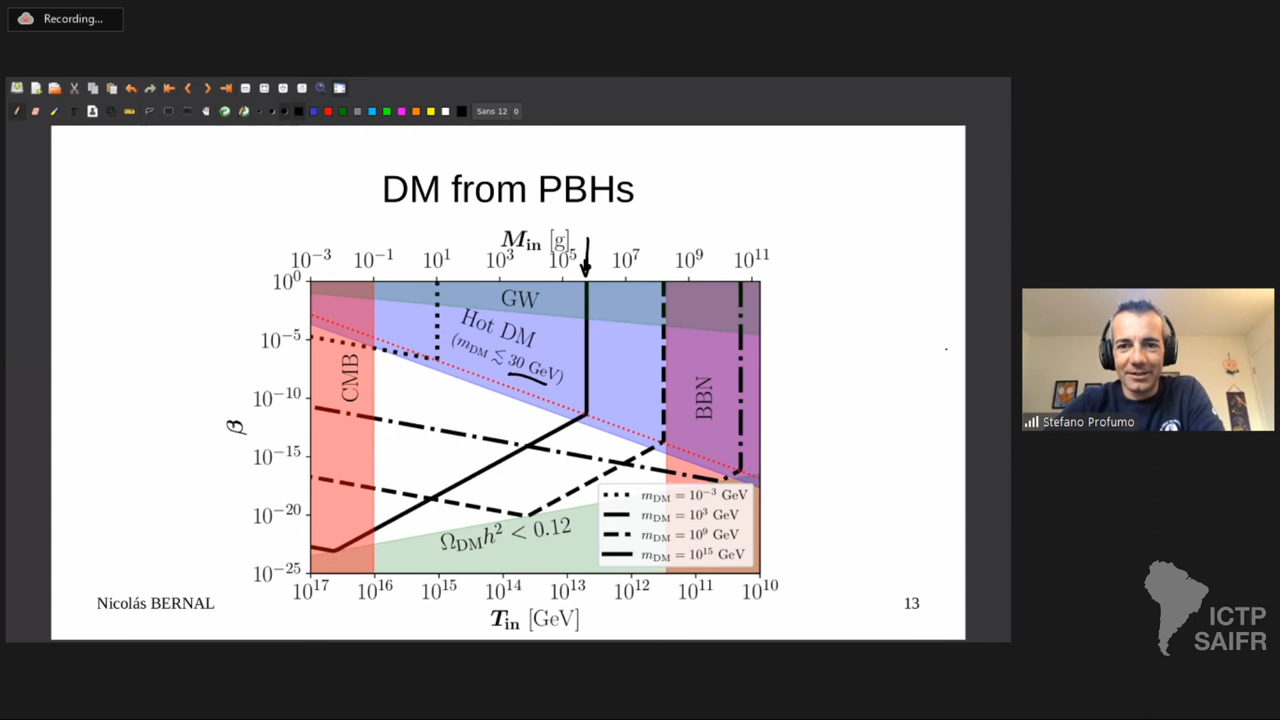 Recording...
Sans 12 0
DM from PBHs
M_in [g]
10^−3 10^−1 10^1 10^3 10^5 10^7 10^9 10^11
10^0
10^−5
10^−10
10^−15
10^−20
10^−25
β
GW
Hot DM
(m_DM ≲ 30 GeV)
CMB
BBN
Ω_DM h^2 < 0.12
m_DM = 10^−3 GeV
m_DM = 10^3 GeV
m_DM = 10^9 GeV
m_DM = 10^15 GeV
10^17 10^16 10^15 10^14 10^13 10^12 10^11 10^10
T_in [GeV]
Nicolás BERNAL
13
Stefano Profumo
ICTP
SAIFR